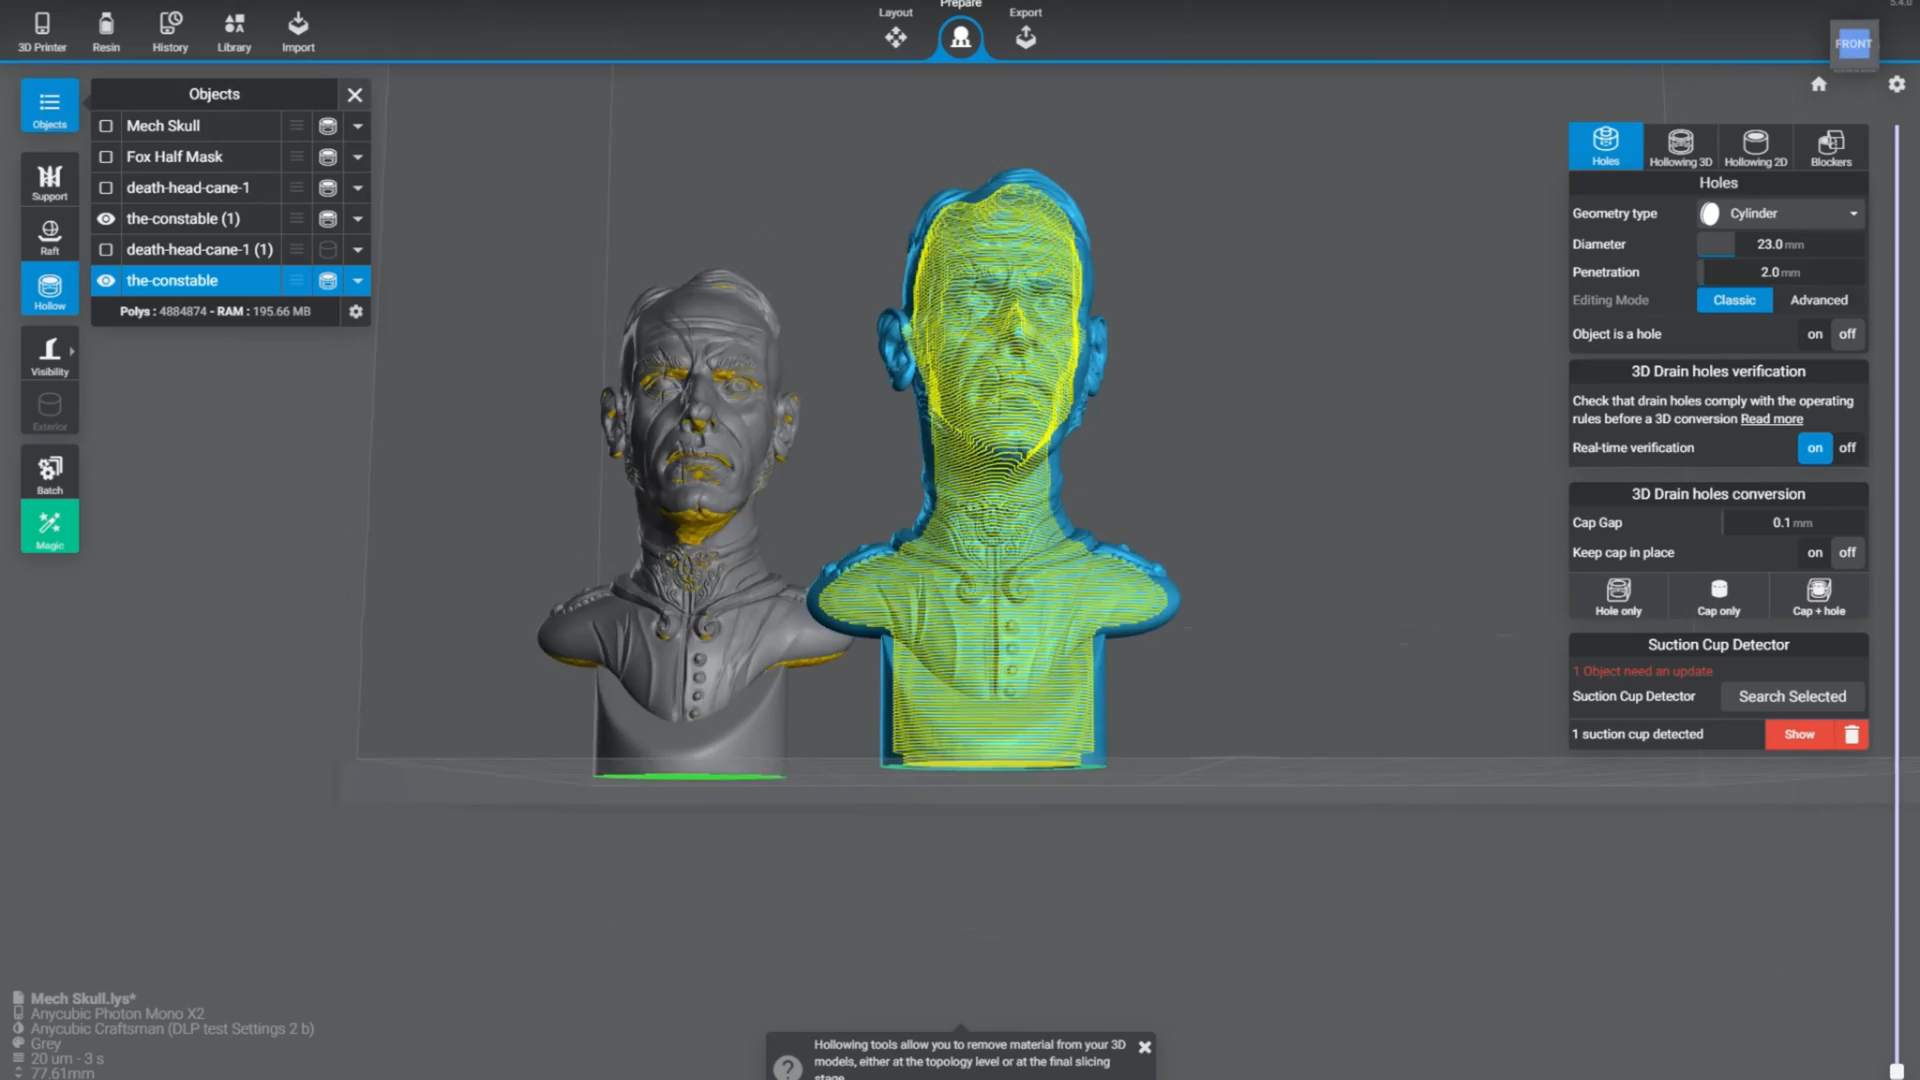 Layout
Prepare
Export
5.4.0
3D Printer
Resin
History
Library
Import
FRONT
Objects
Support
Raft
Hollow
Visibility
Exterior
Batch
Magic
Objects
Mech Skull
Fox Half Mask
death-head-cane-1
the-constable (1)
death-head-cane-1 (1)
the-constable
Polys : 4884874 - RAM : 195.66 MB
Holes
Hollowing 3D
Hollowing 2D
Blockers
Holes
Geometry type
Cylinder
Diameter
23.0 mm
Penetration
2.0 mm
Editing Mode
Classic
Advanced
Object is a hole
on
off
3D Drain holes verification
Check that drain holes comply with the operating
rules before a 3D conversion Read more
Real-time verification
on
off
3D Drain holes conversion
Cap Gap
0.1 mm
Keep cap in place
on
off
Hole only
Cap only
Cap + hole
Suction Cup Detector
1 Object need an update
Suction Cup Detector
Search Selected
1 suction cup detected
Show
Mech Skull.lys*
Anycubic Photon Mono X2
Anycubic Craftsman (DLP test Settings 2 b)
Grey
20 um - 3 s
77.61mm
Hollowing tools allow you to remove material from your 3D
models, either at the topology level or at the final slicing
stage